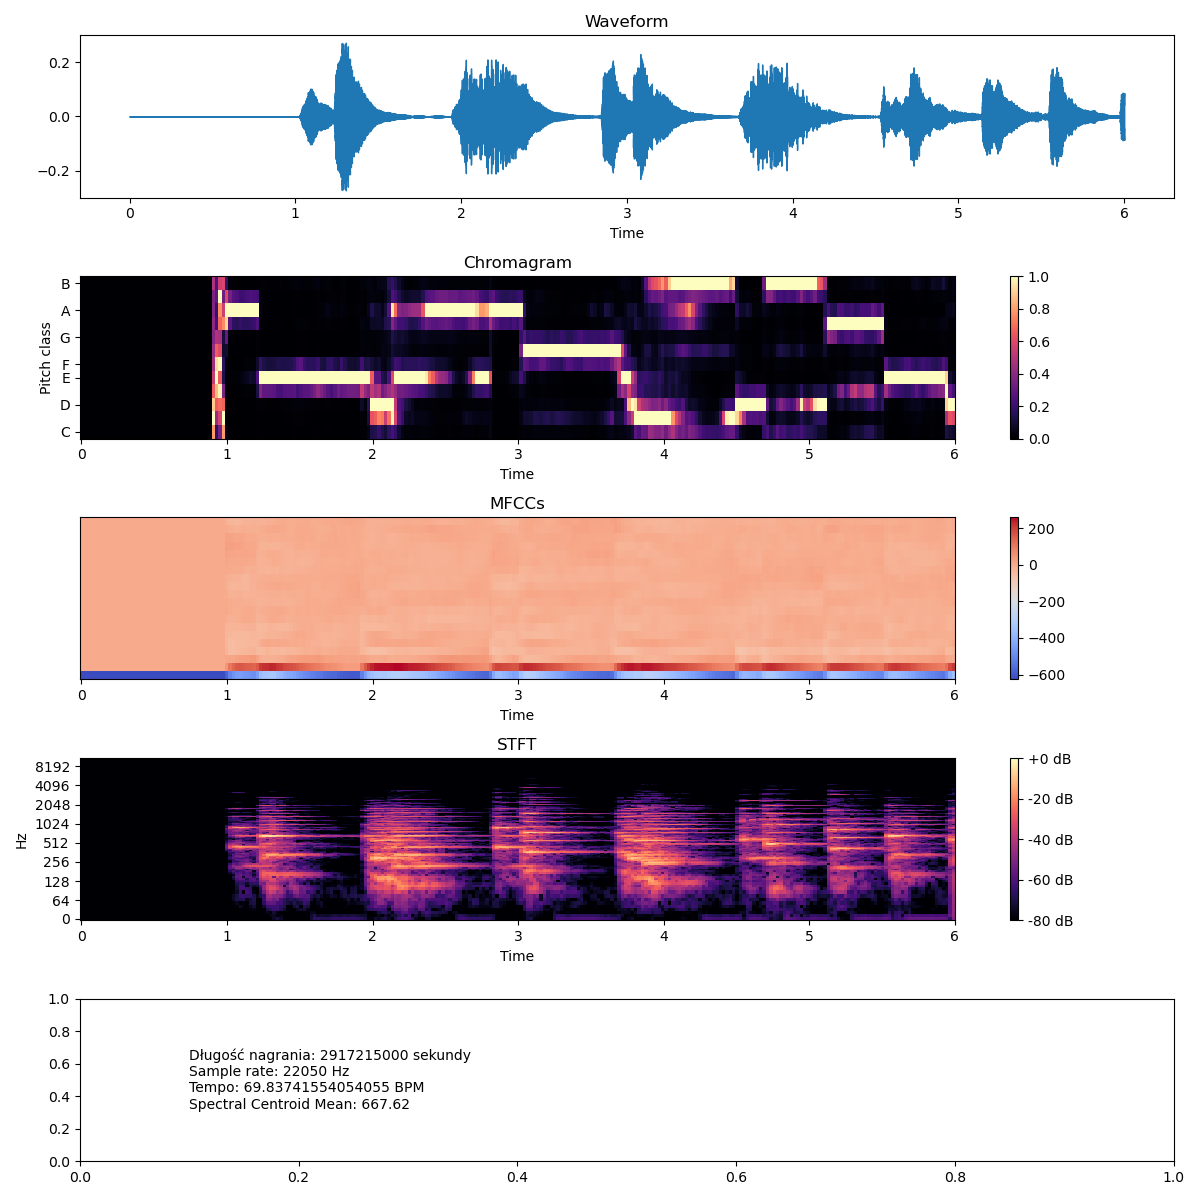 Waveform
0.2
0.0
−0.2
0 1 2 3 4 5 6
Time
Chromagram
B
A
G
F
E
D
C
Pitch class
0 1 2 3 4 5 6
Time
1.0
0.8
0.6
0.4
0.2
0.0
MFCCs
0 1 2 3 4 5 6
Time
200
0
−200
−400
−600
STFT
8192
4096
2048
1024
512
256
128
64
0
Hz
0 1 2 3 4 5 6
Time
+0 dB
-20 dB
-40 dB
-60 dB
-80 dB
1.0
0.8
0.6
0.4
0.2
0.0
Długość nagrania: 2917215000 sekundy
Sample rate: 22050 Hz
Tempo: 69.83741554054055 BPM
Spectral Centroid Mean: 667.62
0.0 0.2 0.4 0.6 0.8 1.0